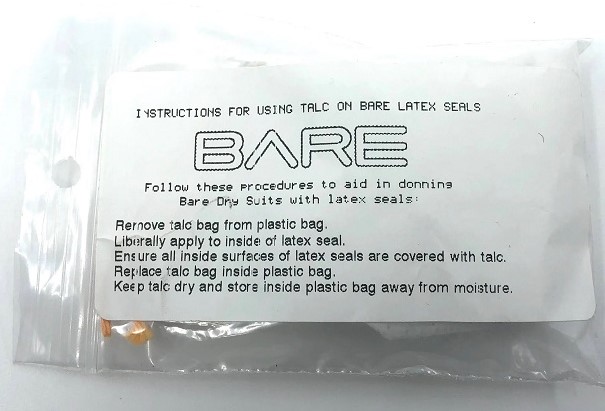 INSTRUCTIONS FOR USING TALC ON BARE LATEX SEALS
BARE
Follow these procedures to aid in donning
Bare Dry Suits with latex seals:
Remove talc bag from plastic bag.
Liberally apply to inside of latex seal.
Ensure all inside surfaces of latex seals are covered with talc.
Replace talc bag inside plastic bag.
Keep talc dry and store inside plastic bag away from moisture.